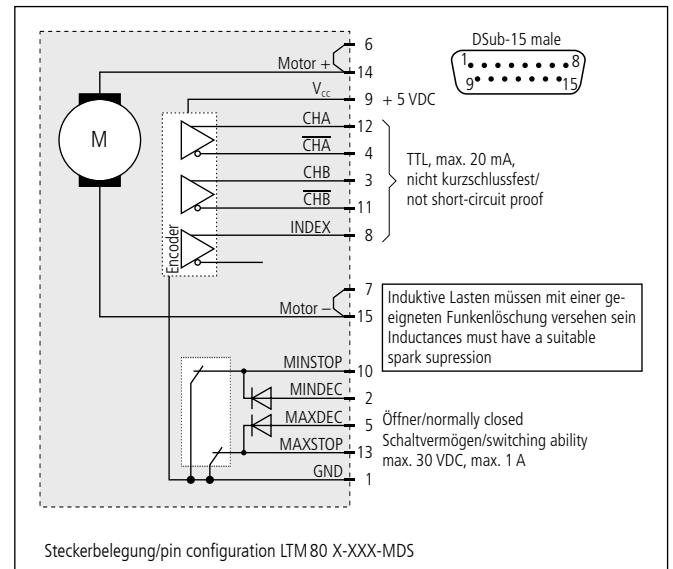 DSub-15 male
1 8
9 15
6
Motor + 14
Vcc 9 + 5 VDC
M
CHA 12
CHA 4
CHB 3
CHB 11
INDEX 8
Encoder
TTL, max. 20 mA,
nicht kurzschlussfest/
not short-circuit proof
7
Motor – 15
Induktive Lasten müssen mit einer ge-
eigneten Funkenlöschung versehen sein
Inductances must have a suitable
spark supression
MINSTOP 10
MINDEC 2
MAXDEC 5
MAXSTOP 13
GND 1
Öffner/normally closed
Schaltvermögen/switching ability
max. 30 VDC, max. 1 A
Steckerbelegung/pin configuration LTM 80 X-XXX-MDS